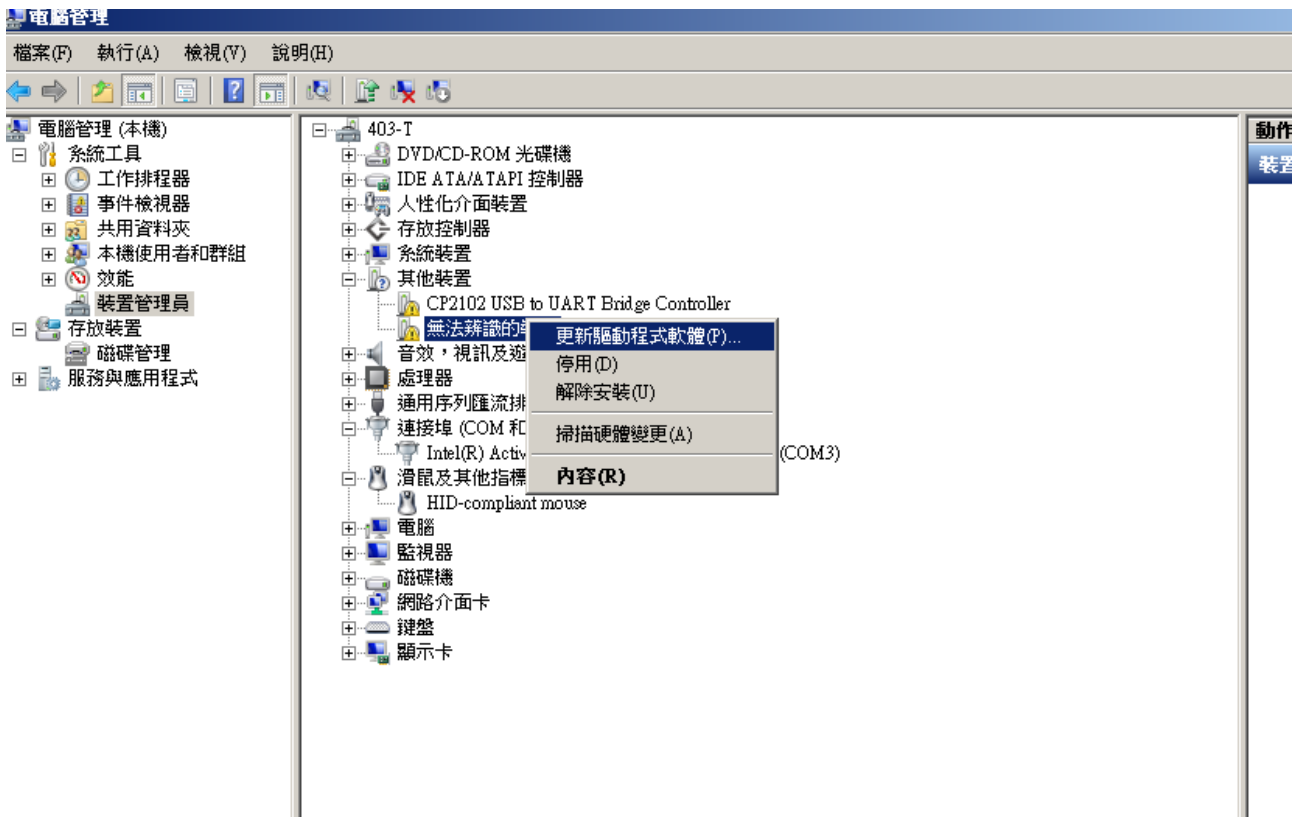 電腦管理
檔案(F) 執行(A) 檢視(V) 說明(H)
電腦管理 (本機)
系統工具
工作排程器
事件檢視器
共用資料夾
本機使用者和群組
效能
裝置管理員
存放裝置
磁碟管理
服務與應用程式
403-T
DVD/CD-ROM 光碟機
IDE ATA/ATAPI 控制器
人性化介面裝置
存放控制器
系統裝置
其他裝置
CP2102 USB to UART Bridge Controller
無法辨識的
音效，視訊及遊
處理器
通用序列匯流排
連接埠 (COM 和
Intel(R) Activ
(COM3)
滑鼠及其他指標
HID-compliant mouse
電腦
監視器
磁碟機
網路介面卡
鍵盤
顯示卡
更新驅動程式軟體(P)...
停用(D)
解除安裝(U)
掃描硬體變更(A)
內容(R)
動作
裝置